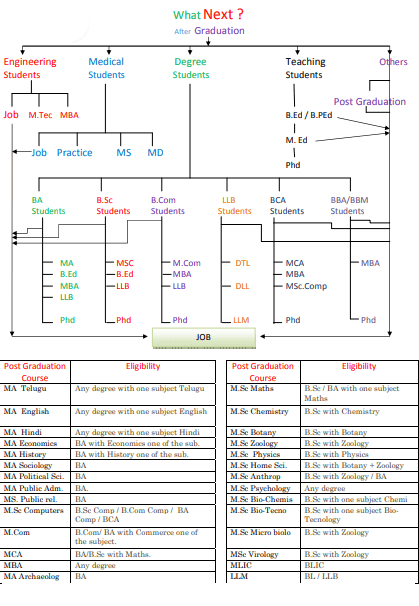 What Next ?
After Graduation
Engineering Students
Medical Students
Degree Students
Teaching Students
Others
Job M.Tec MBA
Post Graduation
B.Ed / B.PEd
M. Ed
Phd
Job Practice MS MD
BA Students
B.Sc Students
B.Com Students
LLB Students
BCA Students
BBA/BBM Students
MA
B.Ed
MBA
LLB
Phd
MSC
B.Ed
LLB
Phd
M.Com
MBA
LLB
Phd
DTL
DLL
LLM
MCA
MBA
MSc.Comp
Phd
MBA
Phd
JOB
Post Graduation Course Eligibility
MA Telugu Any degree with one subject Telugu
MA English Any degree with one subject English
MA Hindi Any degree with one subject Hindi
MA Economics BA with Economics one of the sub.
MA History BA with History one of the sub.
MA Sociology BA
MA Political Sci. BA
MA Public Adm. BA
MS. Public rel. BA
M.Sc Computers B.Sc Comp / B.Com Comp / BA Comp / BCA
M.Com B.Com/ BA with Commerce one of the subject.
MCA BA/B.Sc with Maths.
MBA Any degree
MA Archaeolog BA
Post Graduation Course Eligibility
M.Sc Maths B.Sc / BA with one subject Maths
M.Sc Chemistry B.Sc with Chemistry
M.Sc Botany B.Sc with Botany
M.Sc Zoology B.Sc with Zoology
M.Sc Physics B.Sc with Physics
M.Sc Home Sci. B.Sc with Botany + Zoology
M.Sc Anthrop B.Sc with Zoology / BA
M.Sc Psychology Any degree
M.Sc Bio-Chemis B.Sc with one subject Chemi
M.Sc Bio-Tecno B.Sc with one subject Bio-Tecnology
M.Sc Micro biolo B.Sc with Zoology
MSc Virology B.Sc with Zoology
MLIC BLIC
LLM BL / LLB